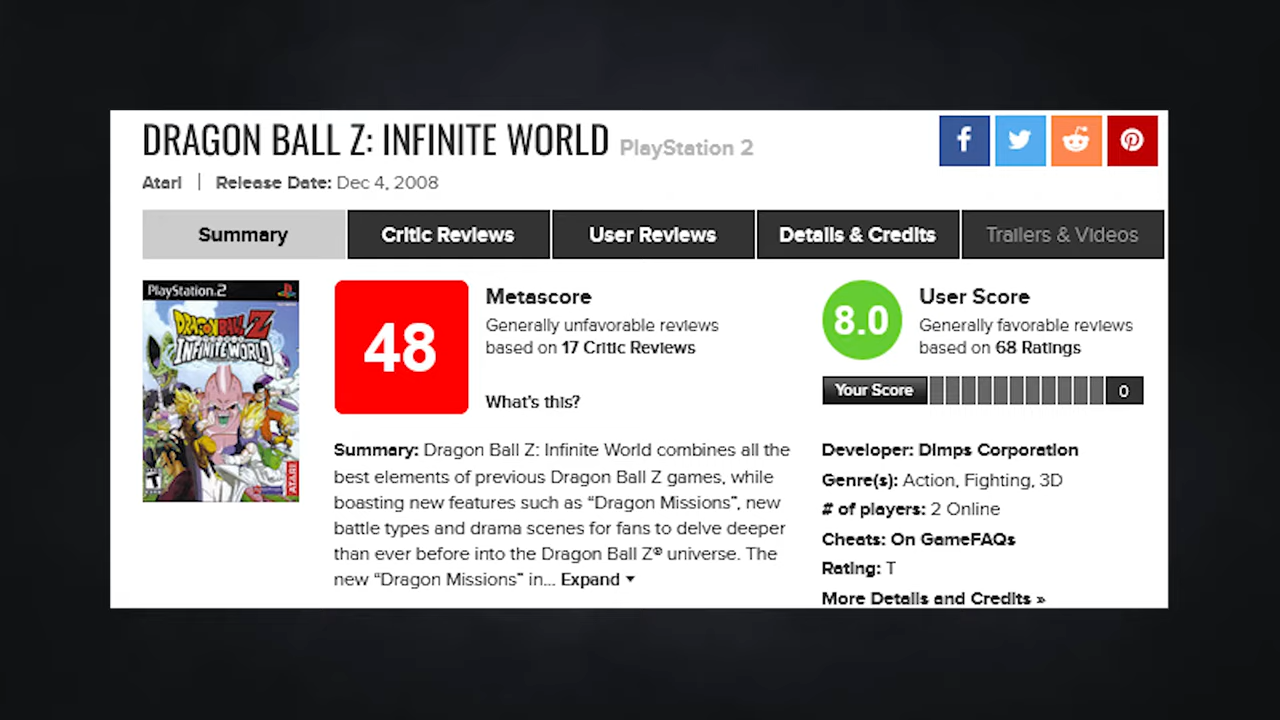 DRAGON BALL Z: INFINITE WORLD PlayStation 2
Atari | Release Date: Dec 4, 2008
Summary Critic Reviews User Reviews Details & Credits Trailers & Videos
PlayStation.2
DRAGON BALL Z
INFINITE WORLD
T
ATARI
48
Metascore
Generally unfavorable reviews
based on 17 Critic Reviews
What's this?
8.0
User Score
Generally favorable reviews
based on 68 Ratings
Your Score 0
Summary: Dragon Ball Z: Infinite World combines all the
best elements of previous Dragon Ball Z games, while
boasting new features such as “Dragon Missions”, new
battle types and drama scenes for fans to delve deeper
than ever before into the Dragon Ball Z® universe. The
new “Dragon Missions” in... Expand
Developer: Dimps Corporation
Genre(s): Action, Fighting, 3D
# of players: 2 Online
Cheats: On GameFAQs
Rating: T
More Details and Credits »